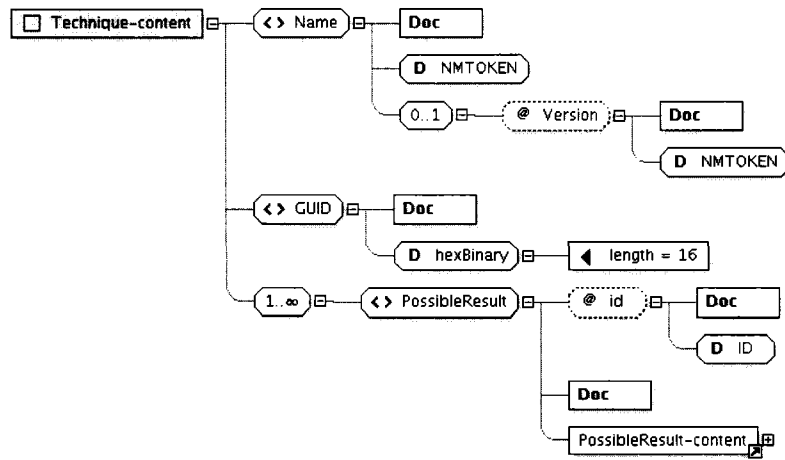 Technique-content
<> Name
Doc
D NMTOKEN
0..1
@ Version
Doc
D NMTOKEN
<> GUID
Doc
D hexBinary
length = 16
1..∞
<> PossibleResult
@ id
Doc
D ID
Doc
PossibleResult-content